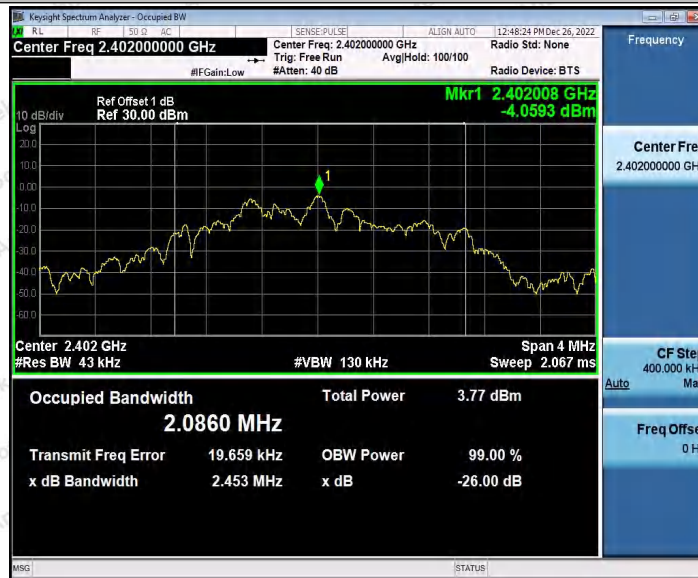 Keysight Spectrum Analyzer - Occupied BW
RL RF 50 Ω AC SENSE:PULSE ALIGN AUTO 12:48:24 PM Dec 26, 2022
Center Freq 2.402000000 GHz
Center Freq: 2.402000000 GHz
Radio Std: None
Trig: Free Run Avg|Hold: 100/100
#IFGain:Low #Atten: 40 dB Radio Device: BTS
Frequency
Mkr1 2.402008 GHz
-4.0593 dBm
Ref Offset 1 dB
10 dB/div Ref 30.00 dBm
Log
20.0
10.0
0.00
-10.0
-20.0
-30.0
-40.0
-50.0
-60.0
1
Center 2.402 GHz Span 4 MHz
#Res BW 43 kHz #VBW 130 kHz Sweep 2.067 ms
Center Fre
2.402000000 GH
CF Ste
400.000 kH
Auto Ma
Freq Offse
0 H
Occupied Bandwidth Total Power 3.77 dBm
2.0860 MHz
Transmit Freq Error 19.659 kHz OBW Power 99.00 %
x dB Bandwidth 2.453 MHz x dB -26.00 dB
MSG STATUS